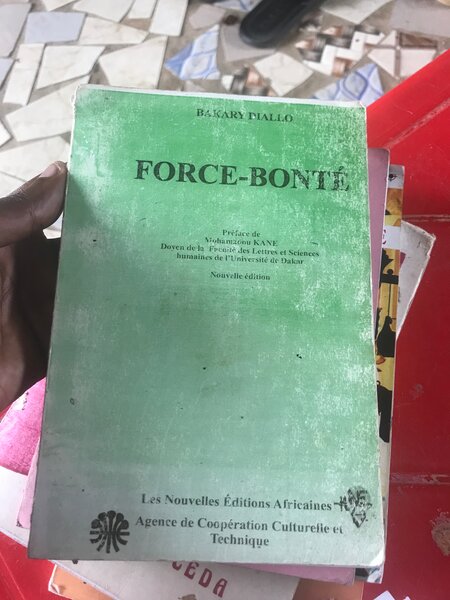 BAKARY DIALLO
FORCE-BONTÉ
Préface de
Mohamadou KANE
Doyen de la Faculté des Lettres et Sciences
humaines de l'Université de Dakar
Nouvelle édition
Les Nouvelles Éditions Africaines
Agence de Coopération Culturelle et
Technique
CEDA